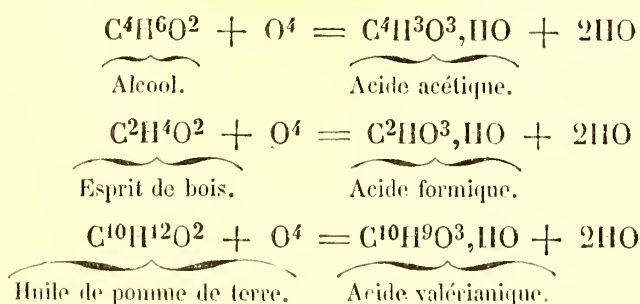 C⁴H⁶O² + O⁴ = C⁴H³O³,HO + 2HO
Alcool. Acide acétique.
C²H⁴O² + O⁴ = C²HO³,HO + 2HO
Esprit de bois. Acide formique.
C¹⁰H¹²O² + O⁴ = C¹⁰H⁹O³,HO + 2HO
Huile de pomme de terre. Acide valérianique.